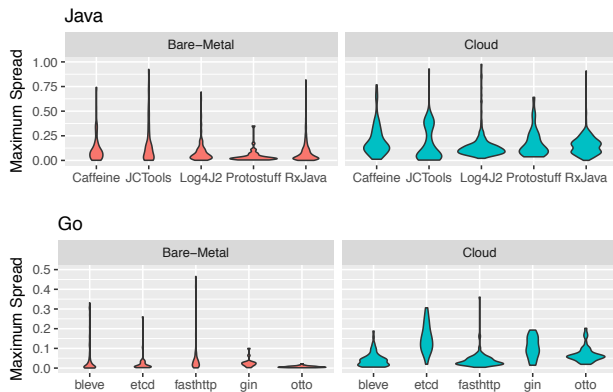 Java
Bare-Metal Cloud
Maximum Spread
1.00
0.75
0.50
0.25
0.00
Caffeine JCTools Log4J2 Protostuff RxJava Caffeine JCTools Log4J2 Protostuff RxJava
Go
Bare-Metal Cloud
Maximum Spread
0.5
0.4
0.3
0.2
0.1
0.0
bleve etcd fasthttp gin otto bleve etcd fasthttp gin otto